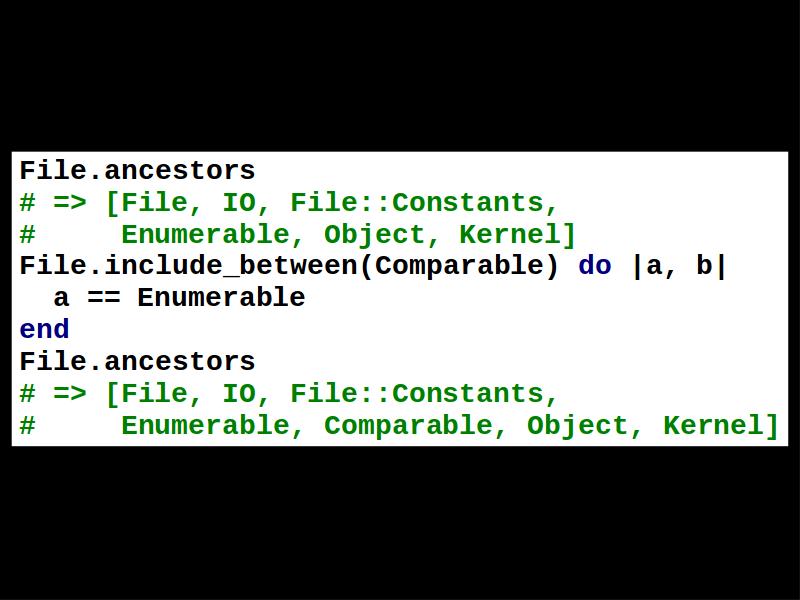 File.ancestors
# => [File, IO, File::Constants,
#     Enumerable, Object, Kernel]
File.include_between(Comparable) do |a, b|
  a == Enumerable
end
File.ancestors
# => [File, IO, File::Constants,
#     Enumerable, Comparable, Object, Kernel]